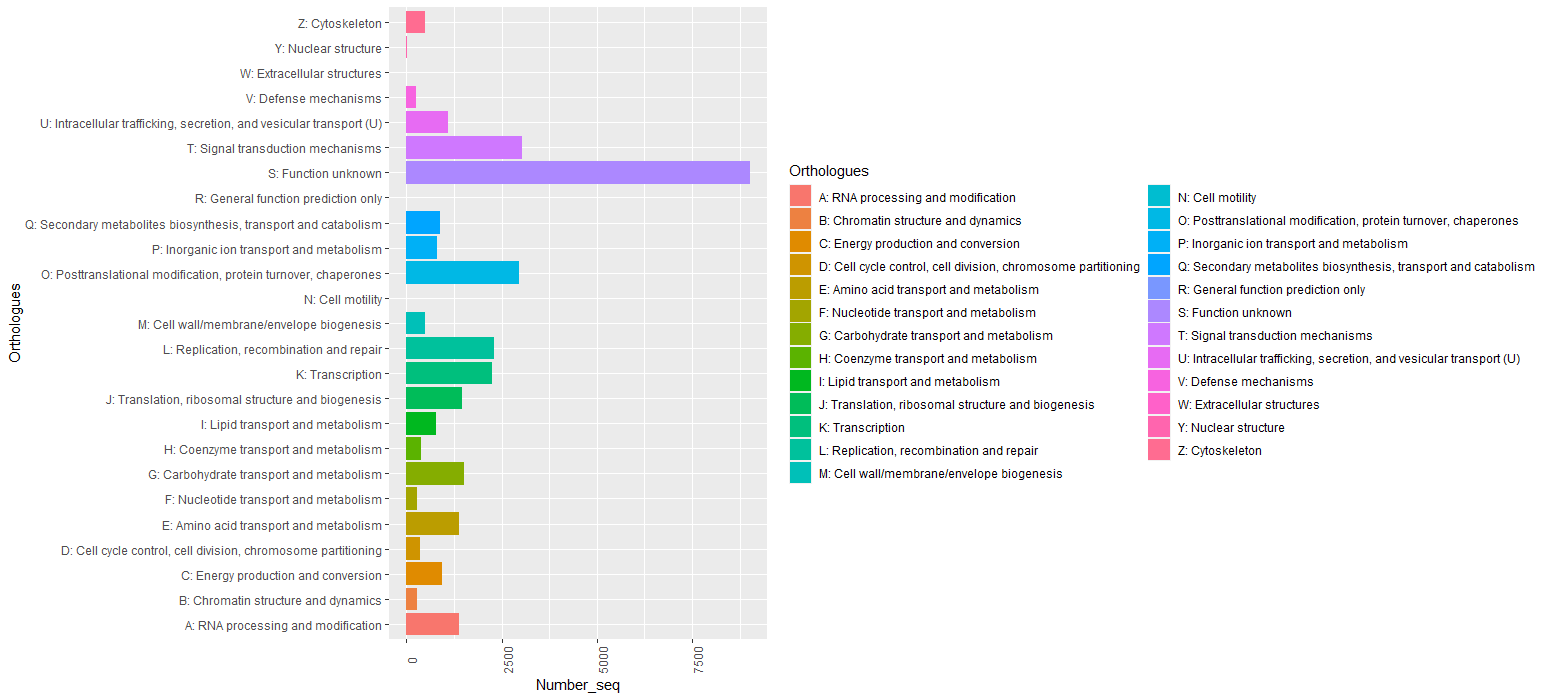 Z: Cytoskeleton
Y: Nuclear structure
W: Extracellular structures
V: Defense mechanisms
U: Intracellular trafficking, secretion, and vesicular transport (U)
T: Signal transduction mechanisms
S: Function unknown
R: General function prediction only
Q: Secondary metabolites biosynthesis, transport and catabolism
P: Inorganic ion transport and metabolism
O: Posttranslational modification, protein turnover, chaperones
N: Cell motility
M: Cell wall/membrane/envelope biogenesis
L: Replication, recombination and repair
K: Transcription
J: Translation, ribosomal structure and biogenesis
I: Lipid transport and metabolism
H: Coenzyme transport and metabolism
G: Carbohydrate transport and metabolism
F: Nucleotide transport and metabolism
E: Amino acid transport and metabolism
D: Cell cycle control, cell division, chromosome partitioning
C: Energy production and conversion
B: Chromatin structure and dynamics
A: RNA processing and modification
Orthologues
0
2500
5000
7500
Number_seq
Orthologues
A: RNA processing and modification
B: Chromatin structure and dynamics
C: Energy production and conversion
D: Cell cycle control, cell division, chromosome partitioning
E: Amino acid transport and metabolism
F: Nucleotide transport and metabolism
G: Carbohydrate transport and metabolism
H: Coenzyme transport and metabolism
I: Lipid transport and metabolism
J: Translation, ribosomal structure and biogenesis
K: Transcription
L: Replication, recombination and repair
M: Cell wall/membrane/envelope biogenesis
N: Cell motility
O: Posttranslational modification, protein turnover, chaperones
P: Inorganic ion transport and metabolism
Q: Secondary metabolites biosynthesis, transport and catabolism
R: General function prediction only
S: Function unknown
T: Signal transduction mechanisms
U: Intracellular trafficking, secretion, and vesicular transport (U)
V: Defense mechanisms
W: Extracellular structures
Y: Nuclear structure
Z: Cytoskeleton